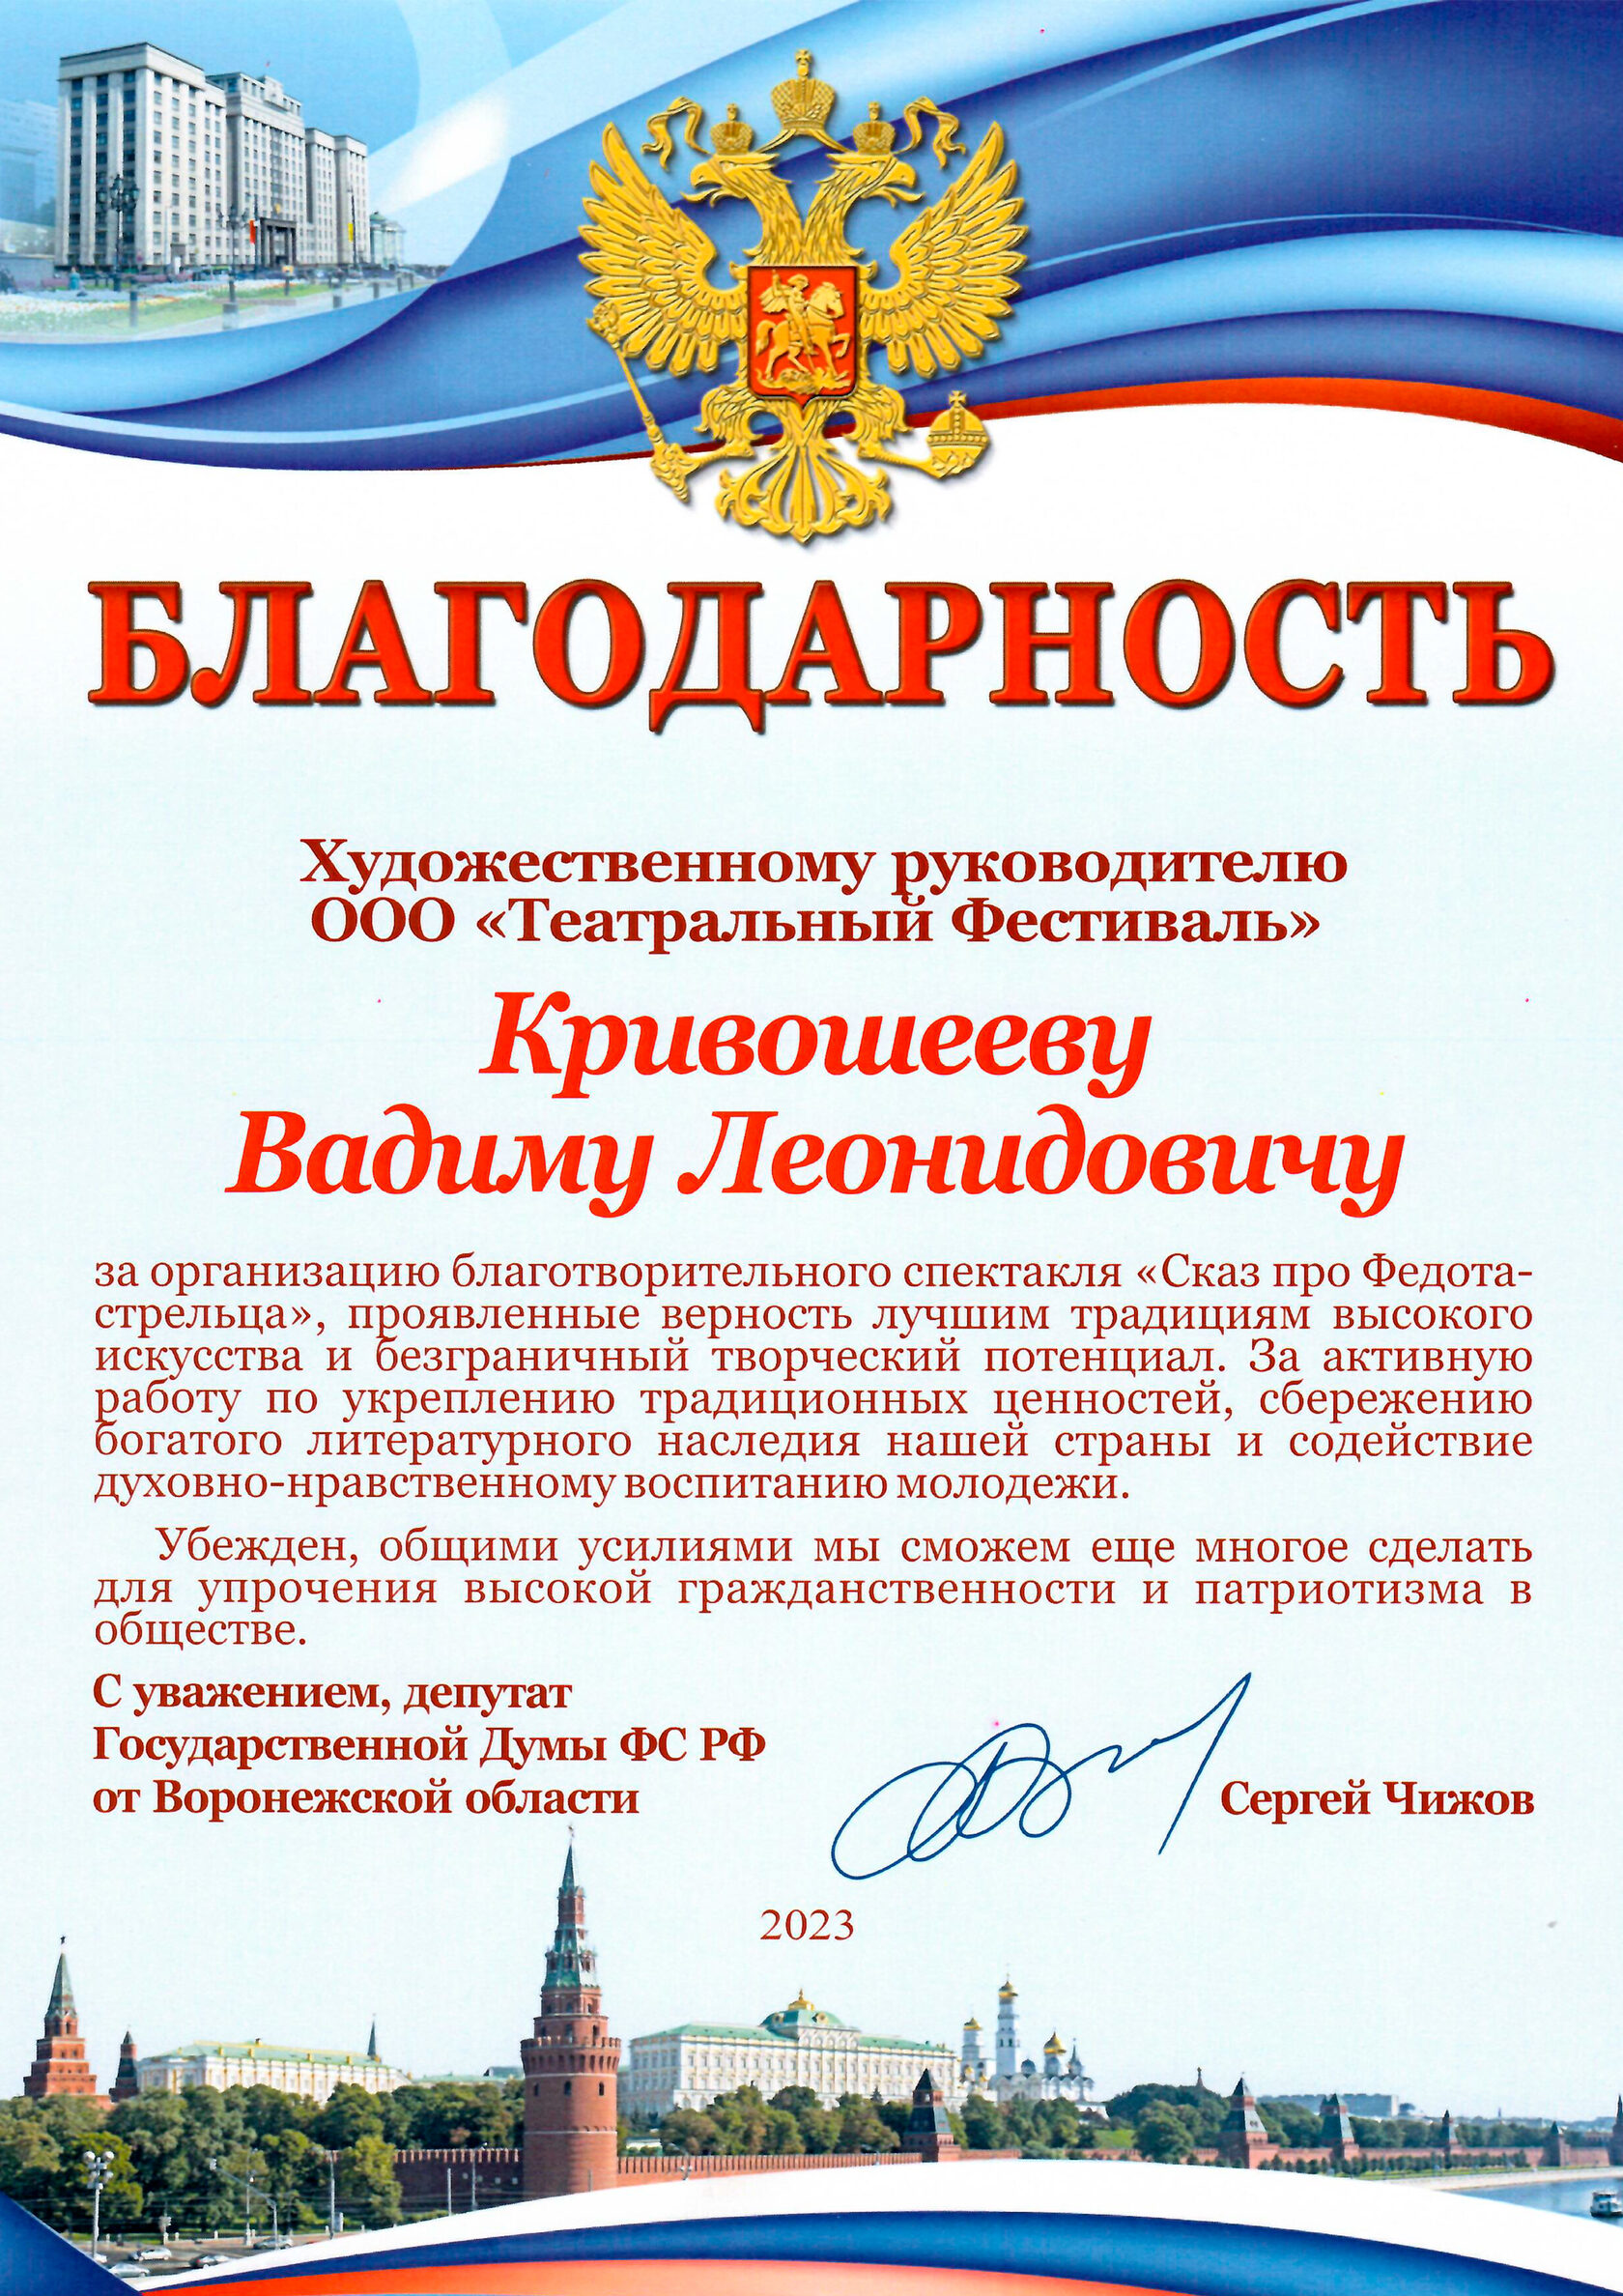 БЛАГОДАРНОСТЬ
Художественному руководителю
ООО «Театральный Фестиваль»
Кривошееву
Вадиму Леонидовичу
за организацию благотворительного спектакля «Сказ про Федота-
стрельца», проявленные верность лучшим традициям высокого
искусства и безграничный творческий потенциал. За активную
работу по укреплению традиционных ценностей, сбережению
богатого литературного наследия нашей страны и содействие
духовно-нравственному воспитанию молодежи.
Убежден, общими усилиями мы сможем еще многое сделать
для упрочения высокой гражданственности и патриотизма в
обществе.
С уважением, депутат
Государственной Думы ФС РФ
от Воронежской области
Сергей Чижов
2023